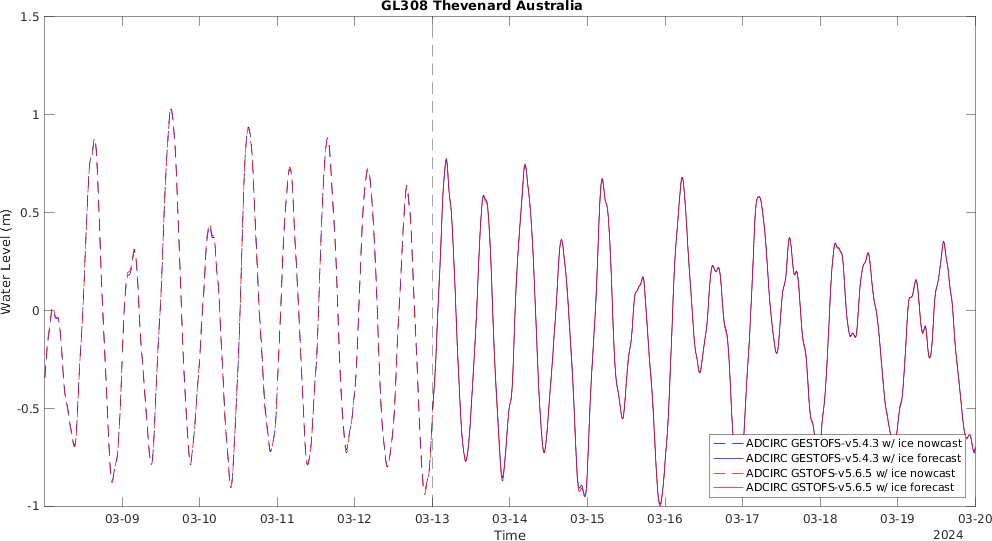 GL308 Thevenard Australia
1.5
1
0.5
0
-0.5
-1
Water Level (m)
ADCIRC GESTOFS-v5.4.3 w/ ice nowcast
ADCIRC GESTOFS-v5.4.3 w/ ice forecast
ADCIRC GSTOFS-v5.6.5 w/ ice nowcast
ADCIRC GSTOFS-v5.6.5 w/ ice forecast
03-09 03-10 03-11 03-12 03-13 03-14 03-15 03-16 03-17 03-18 03-19 03-20
Time
2024